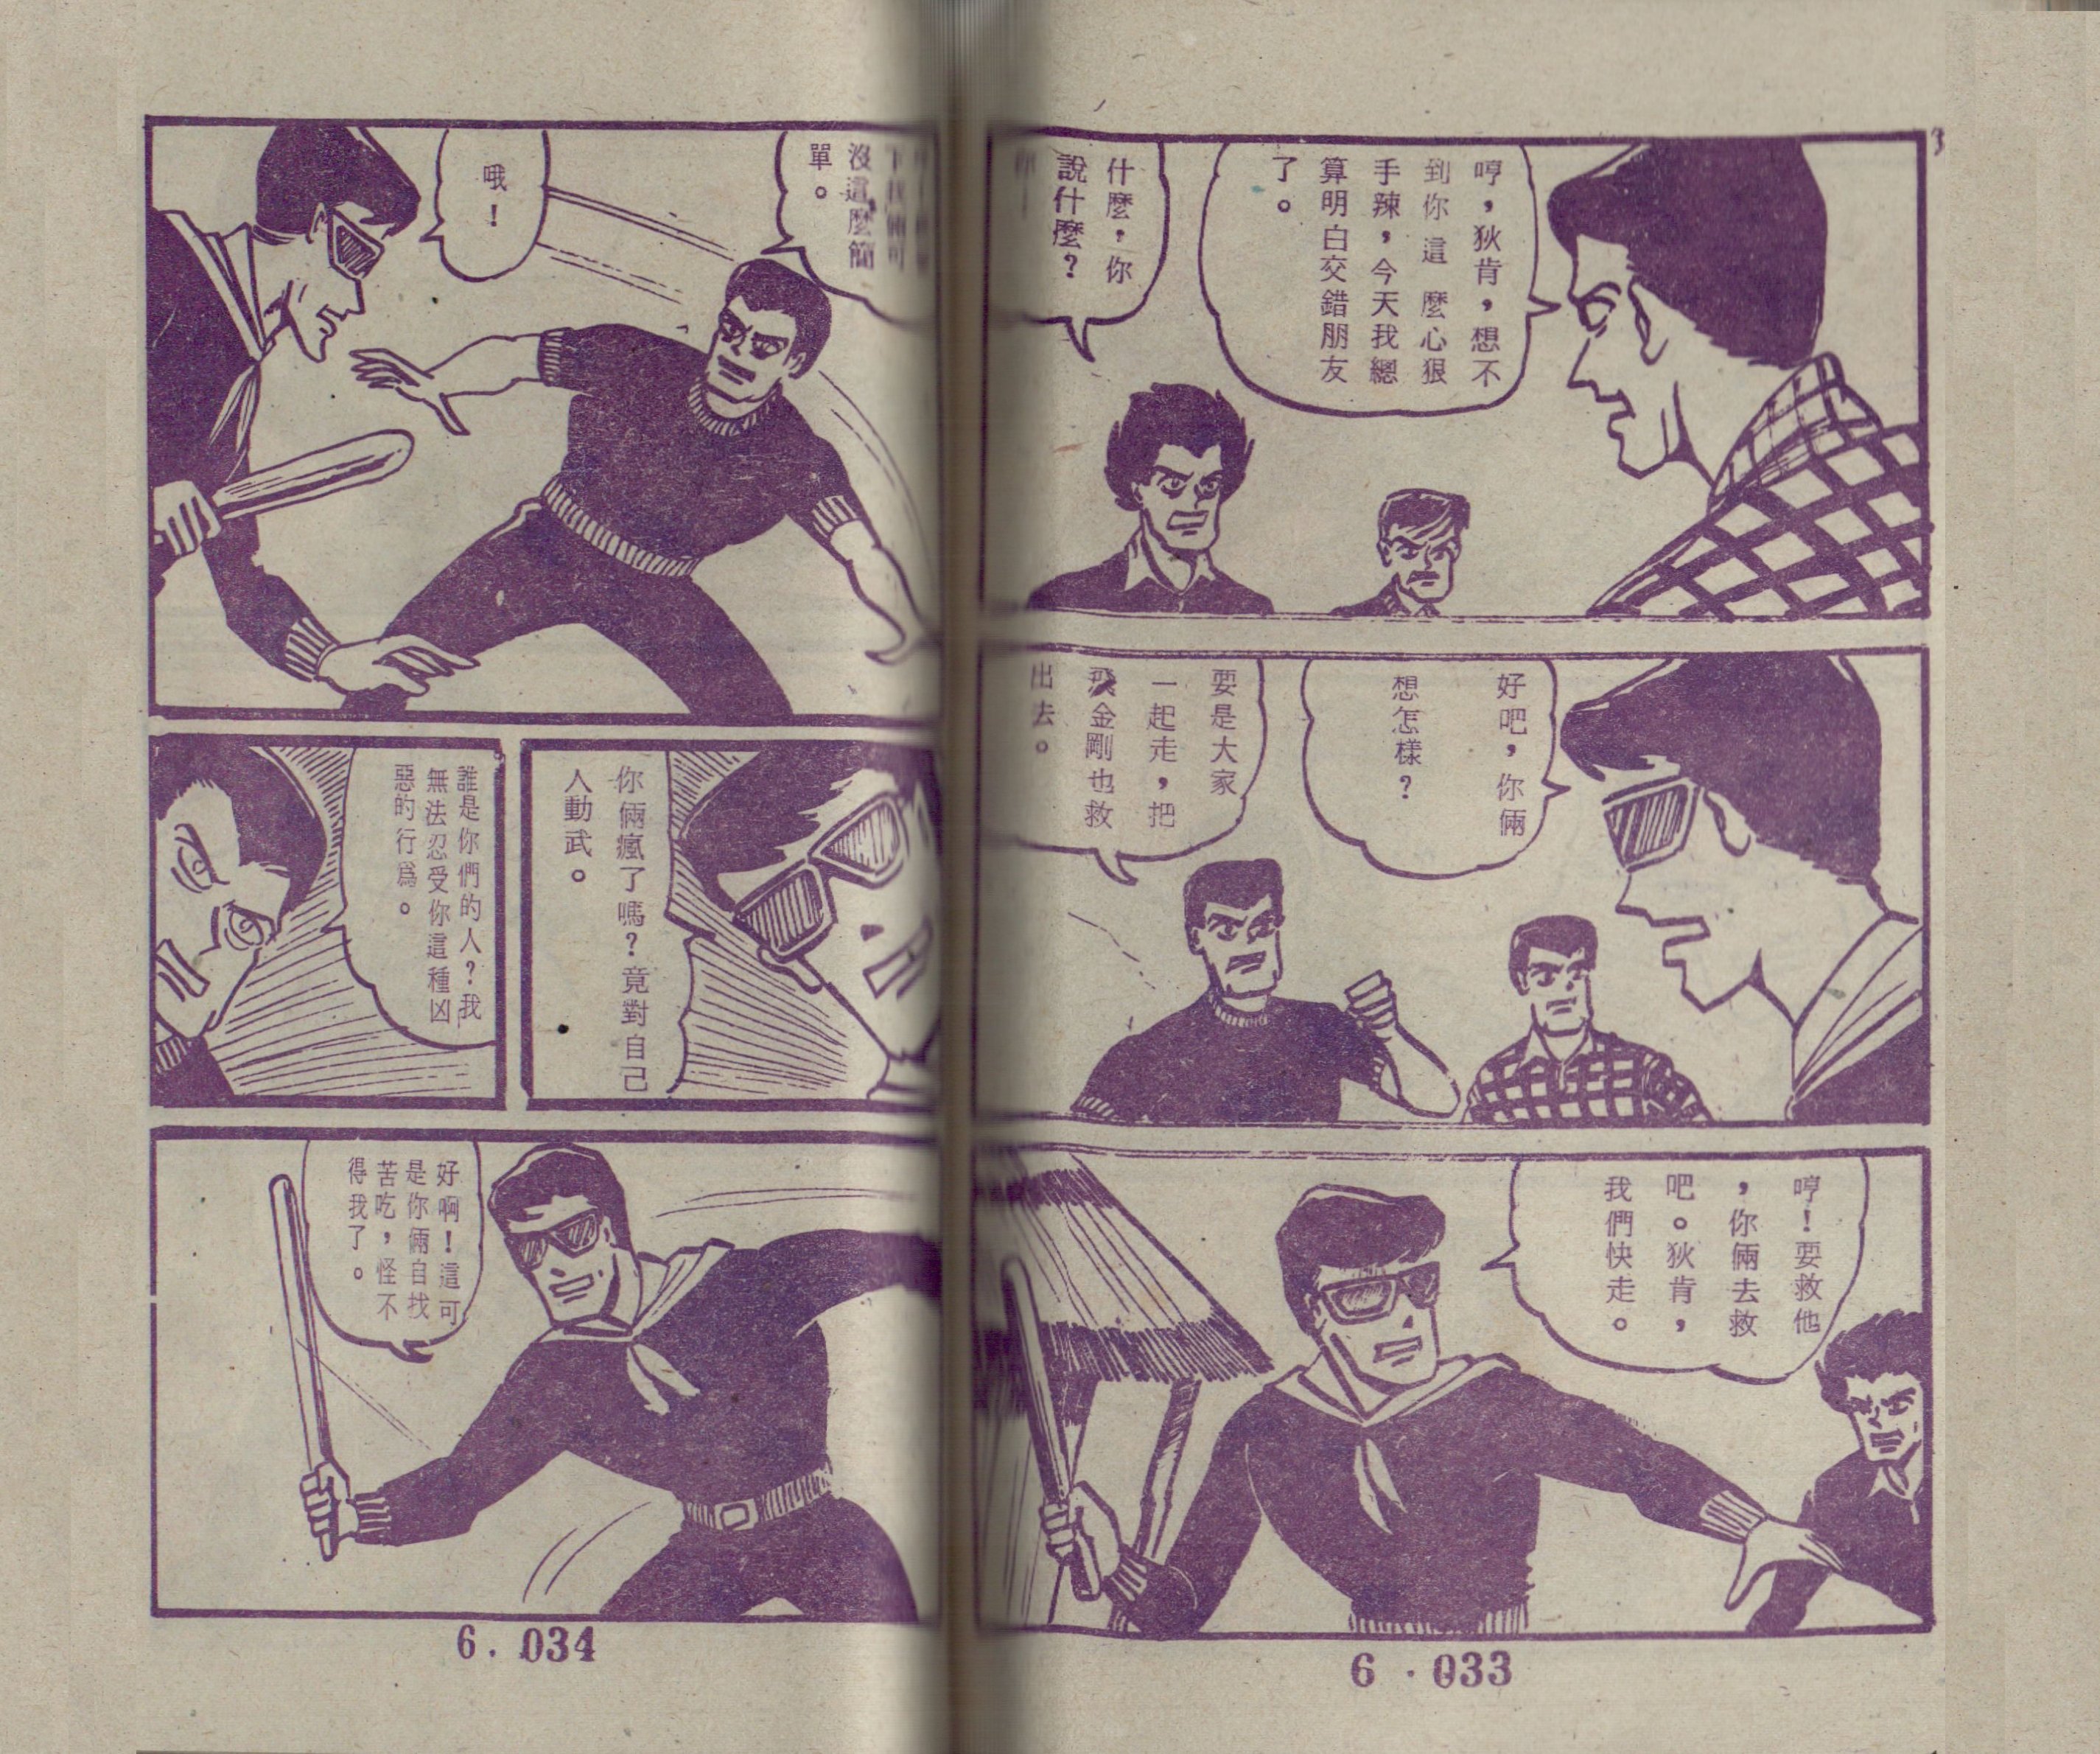 哼，狄肯，想不
到你這麼心狠
手辣，今天我總
算明白交錯朋友
了。
什麼，你
說什麼？
好吧，你倆
想怎樣？
要是大家
一起走，把
飛金剛也救
出去。
哼！要救他
，你倆去救
吧。狄肯，
我們快走。
6．033
沒這麼簡
單。
哦！
你倆瘋了嗎？竟對自己
人動武。
誰是你們的人？我
無法忍受你這種凶
惡的行為。
好啊！這可
是你倆自找
苦吃，怪不
得我了。
6．034